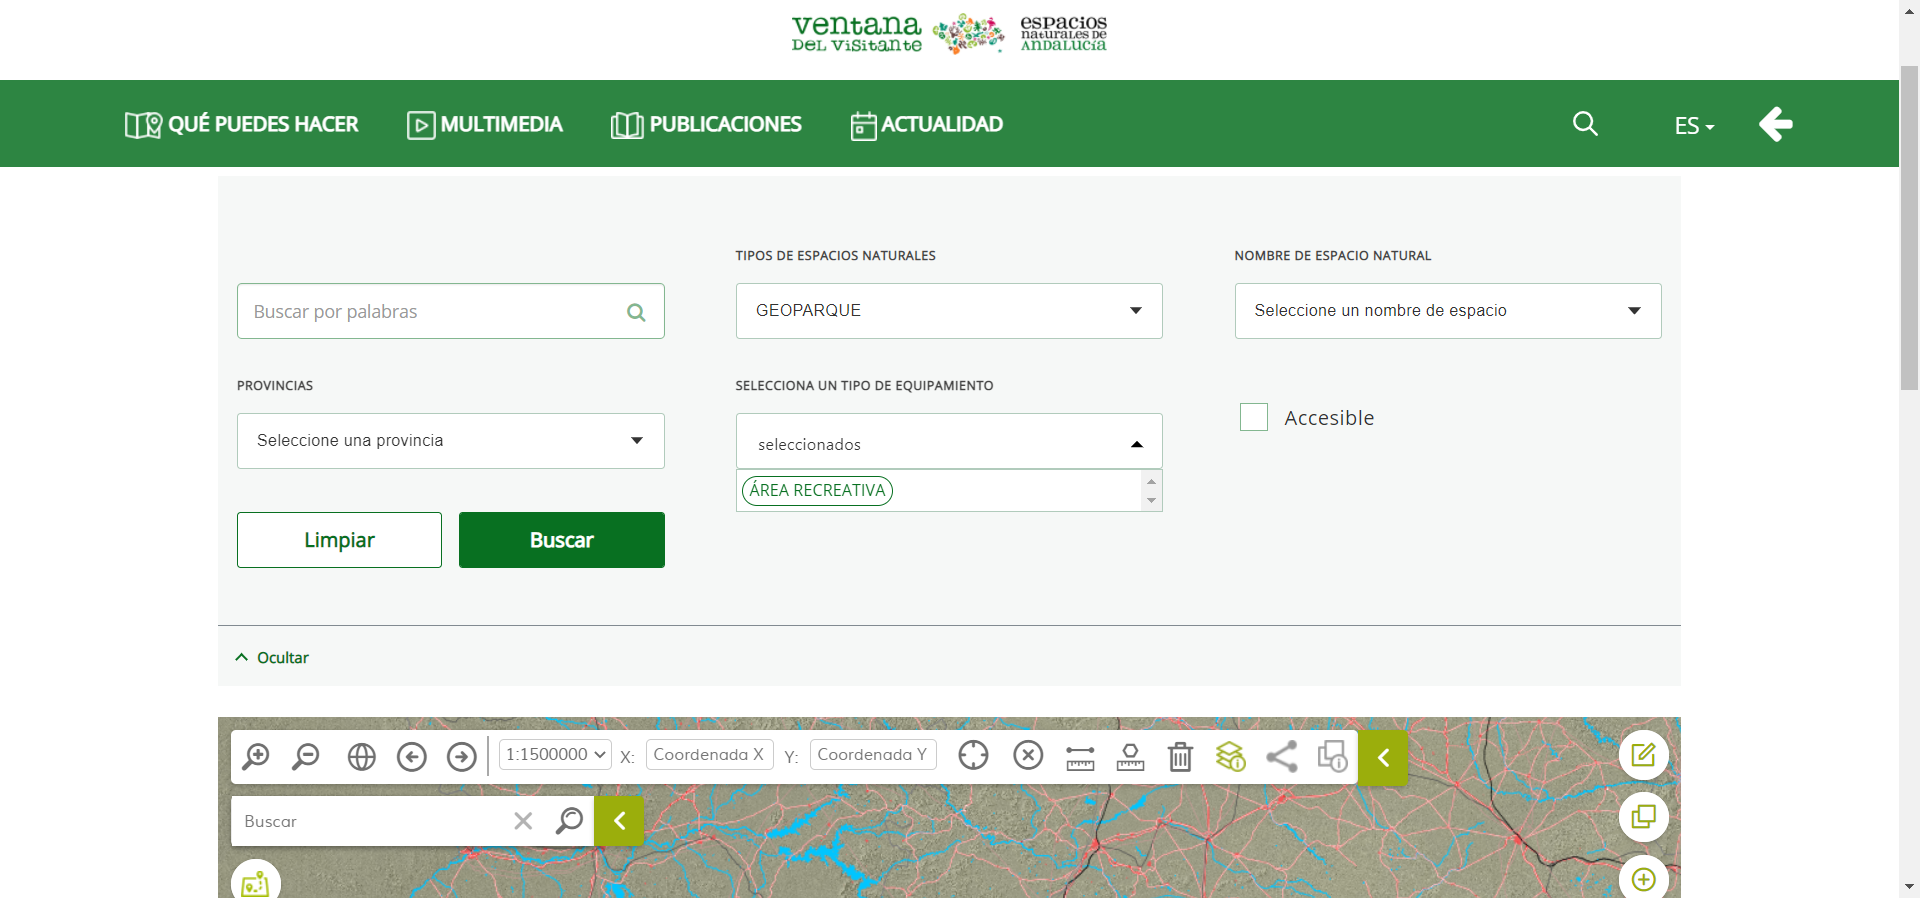 ventana
DEL VISITANTE
espacios
naturales de
ANDALUCÍA
QUÉ PUEDES HACER
MULTIMEDIA
PUBLICACIONES
ACTUALIDAD
ES
TIPOS DE ESPACIOS NATURALES
NOMBRE DE ESPACIO NATURAL
Buscar por palabras
GEOPARQUE
Seleccione un nombre de espacio
PROVINCIAS
SELECCIONA UN TIPO DE EQUIPAMIENTO
Seleccione una provincia
seleccionados
Accesible
ÁREA RECREATIVA
Limpiar
Buscar
Ocultar
1:1500000
X:
Coordenada X
Y:
Coordenada Y
Buscar